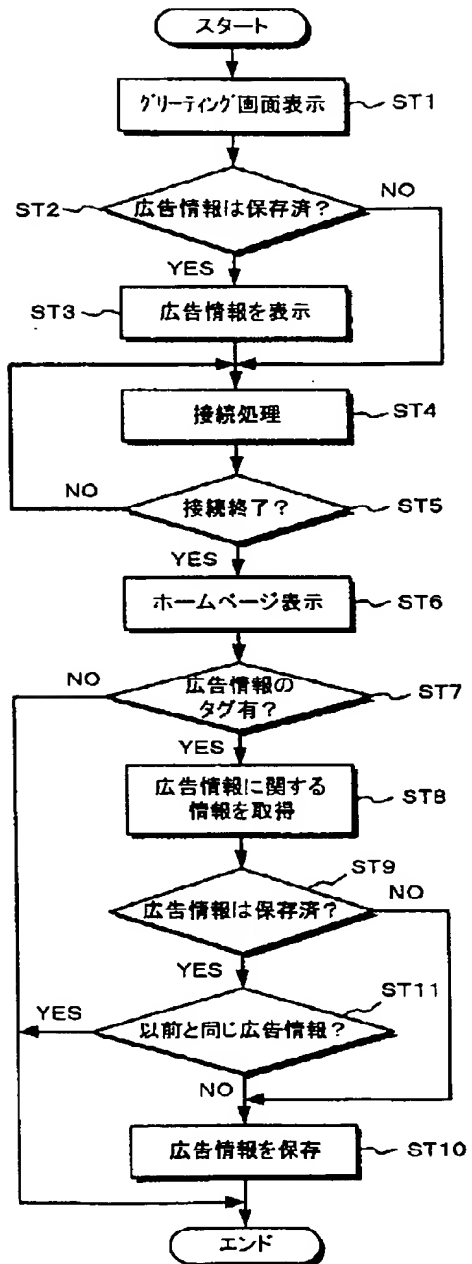 スタート
グリーティング画面表示
ST1
ST2
広告情報は保存済？
NO
YES
ST3
広告情報を表示
接続処理
ST4
NO
接続終了？
ST5
YES
ホームページ表示
ST6
NO
広告情報の
タグ有？
ST7
YES
広告情報に関する
情報を取得
ST8
ST9
広告情報は保存済？
NO
YES
ST11
YES
以前と同じ広告情報？
NO
広告情報を保存
ST10
エンド